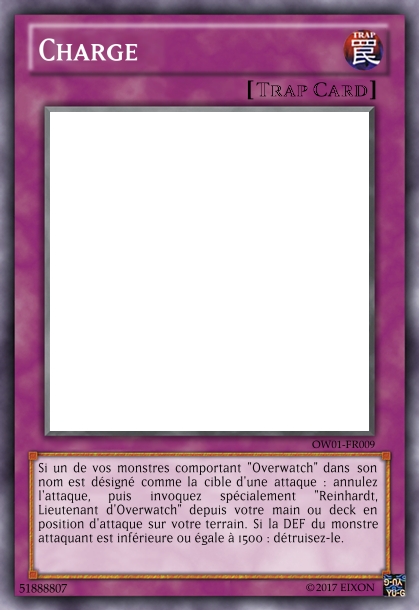 Charge
TRAP
罠
[Trap Card]
OW01-FR009
Si un de vos monstres comportant "Overwatch" dans son
nom est désigné comme la cible d'une attaque : annulez
l'attaque, puis invoquez spécialement "Reinhardt,
Lieutenant d'Overwatch" depuis votre main ou deck en
position d'attaque sur votre terrain. Si la DEF du monstre
attaquant est inférieure ou égale à 1500 : détruisez-le.
51888807
©2017 EIXON